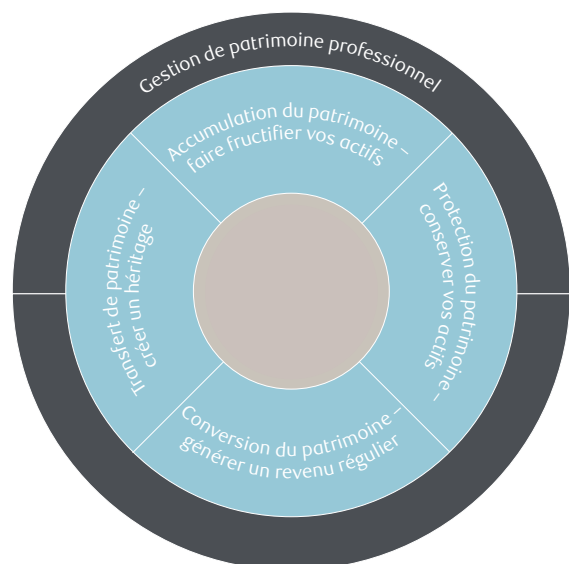 Gestion de patrimoine professionnel
Accumulation du patrimoine –
faire fructifier vos actifs
Protection du patrimoine –
conserver vos actifs
Conversion du patrimoine –
générer un revenu régulier
Transfert de patrimoine –
créer un héritage